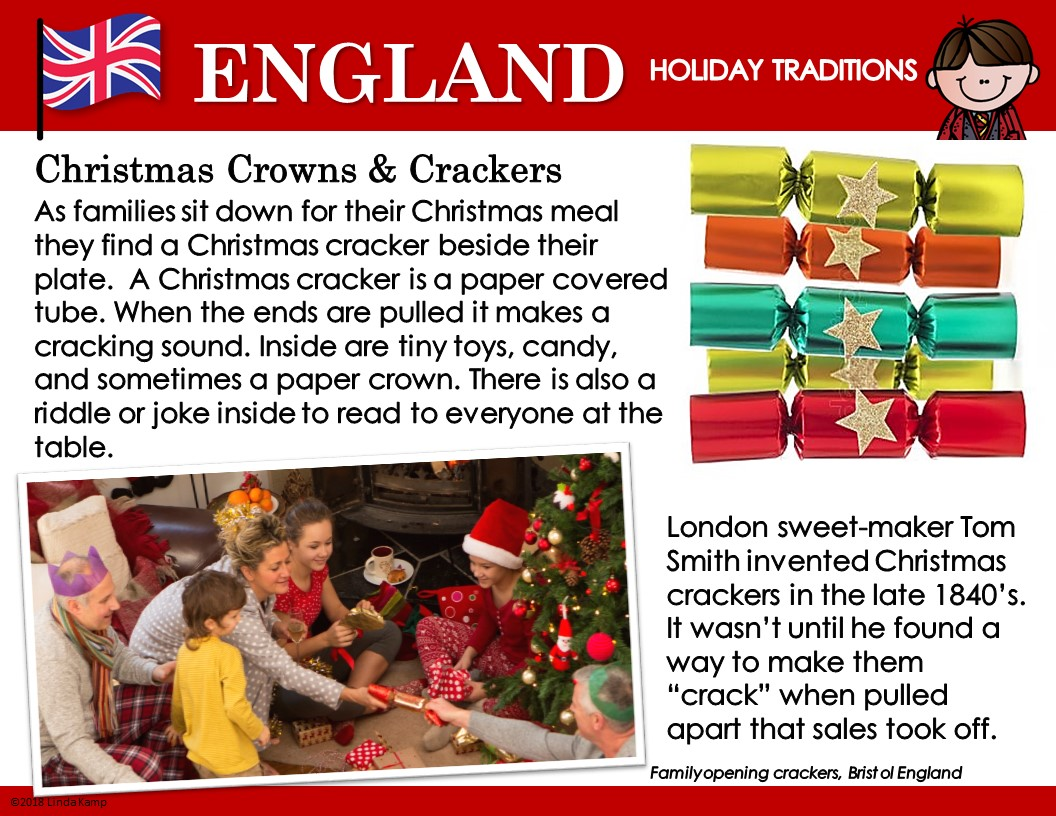 ENGLAND HOLIDAY TRADITIONS
Christmas Crowns & Crackers
As families sit down for their Christmas meal
they find a Christmas cracker beside their
plate.  A Christmas cracker is a paper covered
tube. When the ends are pulled it makes a
cracking sound. Inside are tiny toys, candy,
and sometimes a paper crown. There is also a
riddle or joke inside to read to everyone at the
table.
London sweet-maker Tom
Smith invented Christmas
crackers in the late 1840’s.
It wasn’t until he found a
way to make them
“crack” when pulled
apart that sales took off.
Family opening crackers, Bristol England
©2018 Linda Kamp